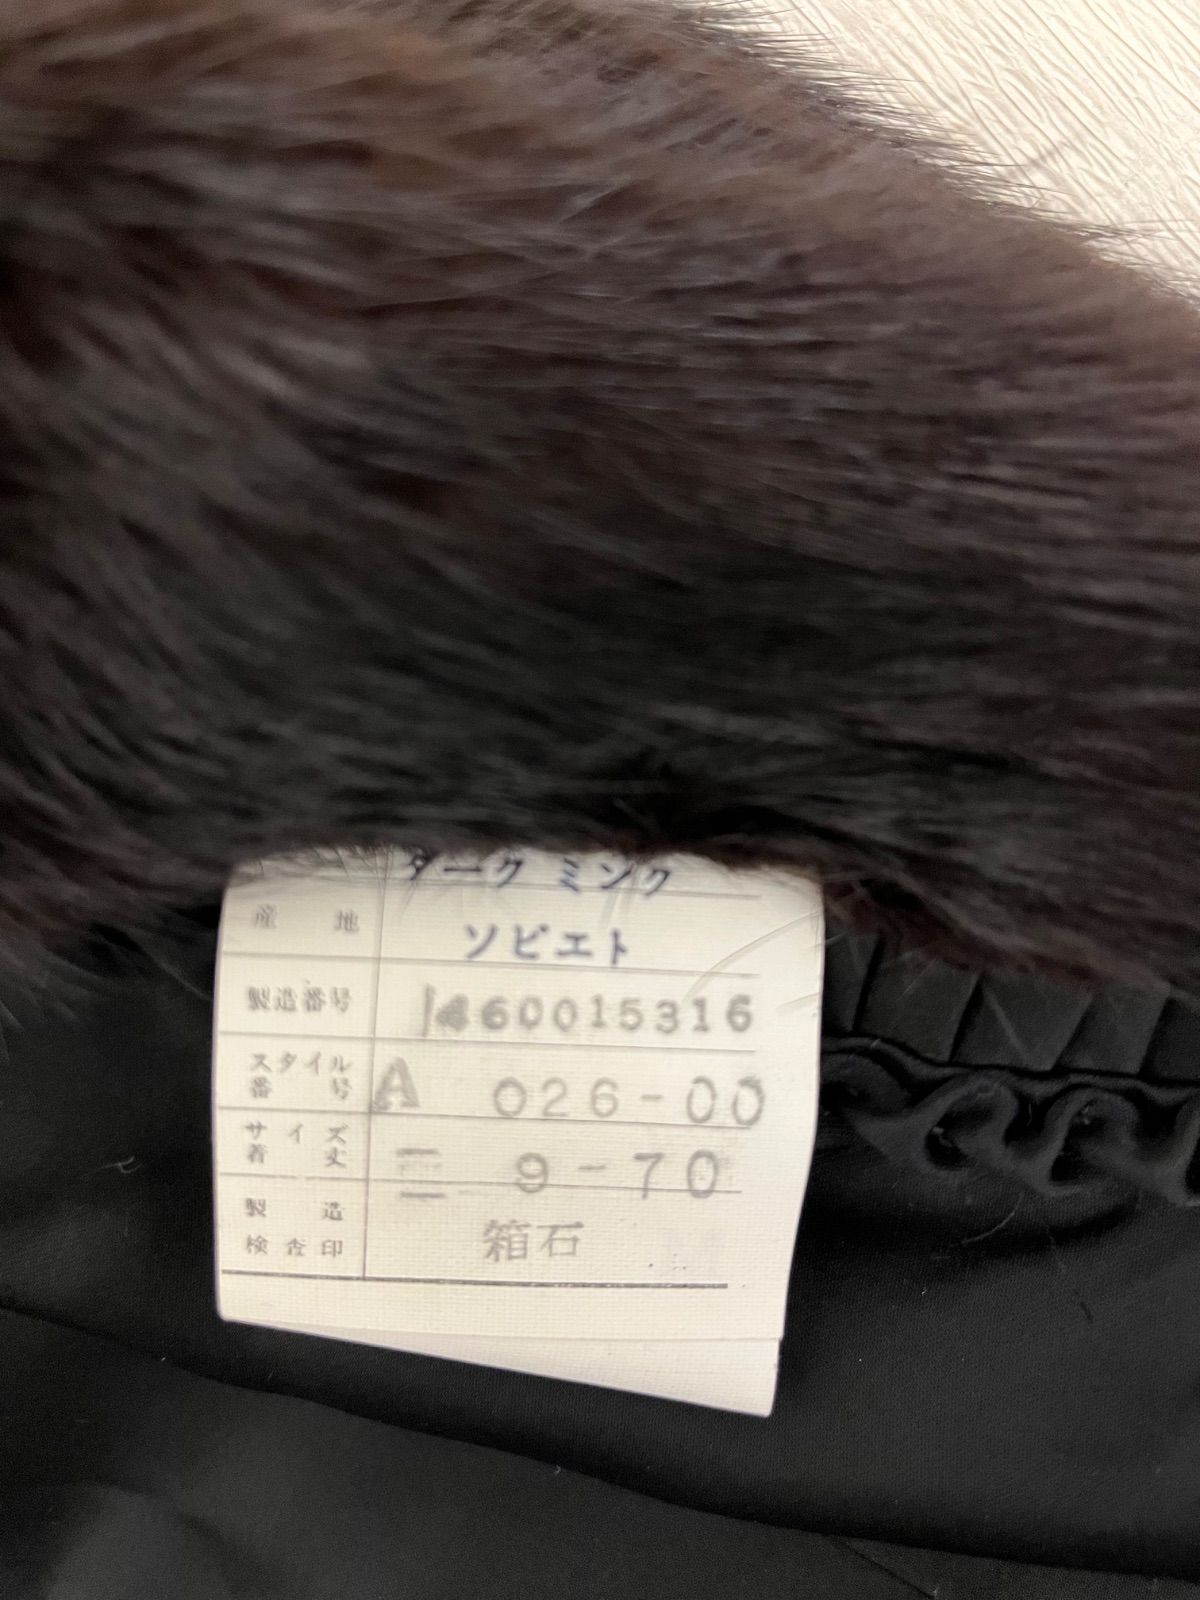 ダーク ミンク
産地 ソビエト
製造番号 1460015316
スタイル番号 A 026-00
サイズ着丈 9-70
製造検査印 箱石